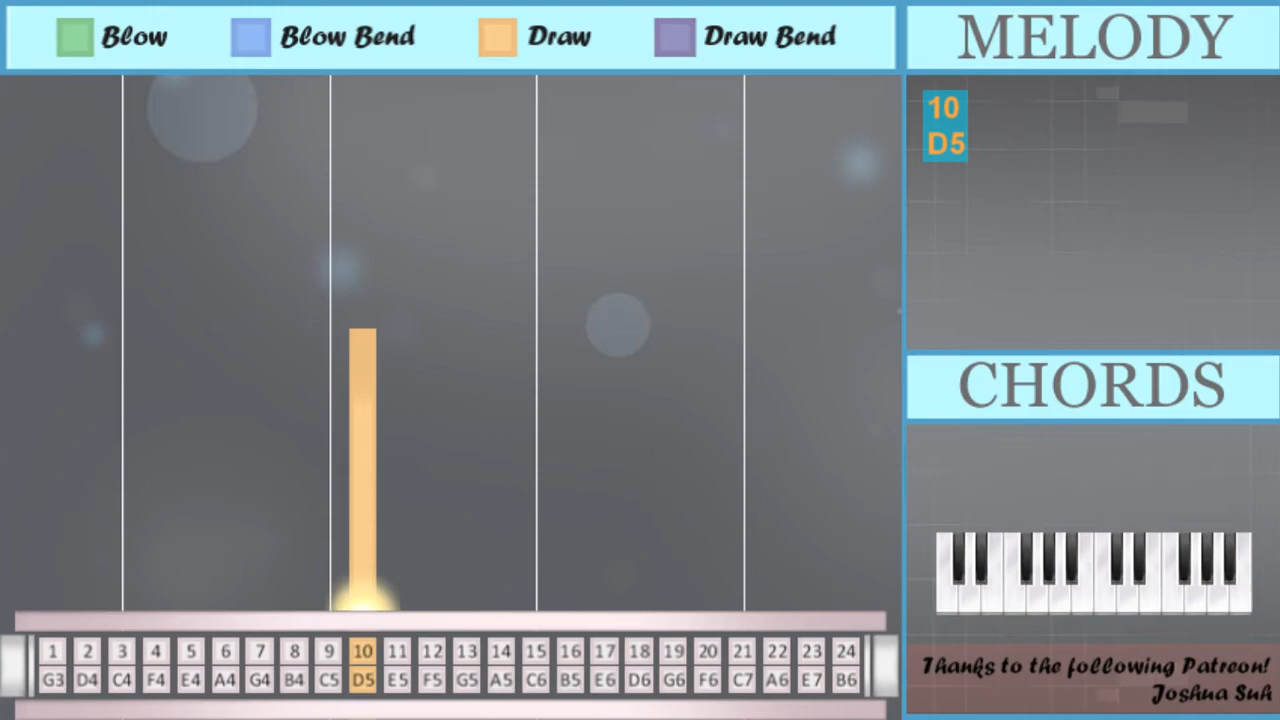 Blow Blow Bend Draw Draw Bend
MELODY
10
D5
CHORDS
Thanks to the following Patreon!
Joshua Suh
1 2 3 4 5 6 7 8 9 10 11 12 13 14 15 16 17 18 19 20 21 22 23 24
G3 D4 C4 F4 E4 A4 G4 B4 C5 D5 E5 F5 G5 A5 C6 B5 E6 D6 G6 F6 C7 A6 E7 B6